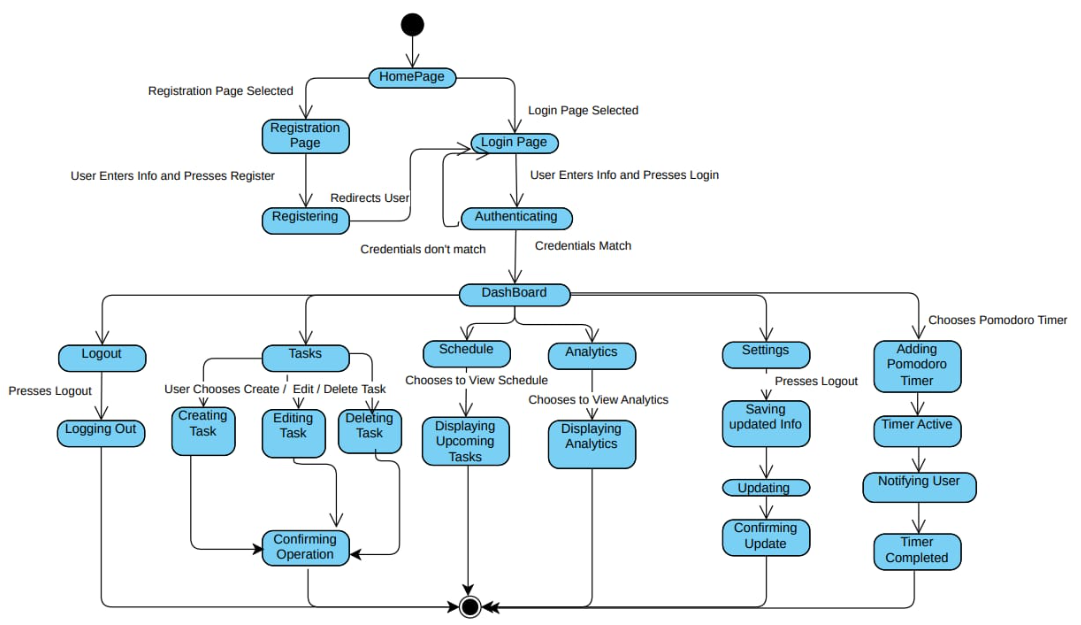 HomePage
Registration Page Selected
Login Page Selected
Registration
Page
Login Page
User Enters Info and Presses Register
User Enters Info and Presses Login
Redirects User
Registering
Authenticating
Credentials don't match
Credentials Match
DashBoard
Chooses Pomodoro Timer
Logout
Tasks
Schedule
Analytics
Settings
Adding
Pomodoro
Timer
Presses Logout
User Chooses Create / Edit / Delete Task
Chooses to View Schedule
Chooses to View Analytics
Presses Logout
Logging Out
Creating
Task
Editing
Task
Deleting
Task
Displaying
Upcoming
Tasks
Displaying
Analytics
Saving
updated Info
Timer Active
Updating
Notifying User
Confirming
Operation
Confirming
Update
Timer
Completed